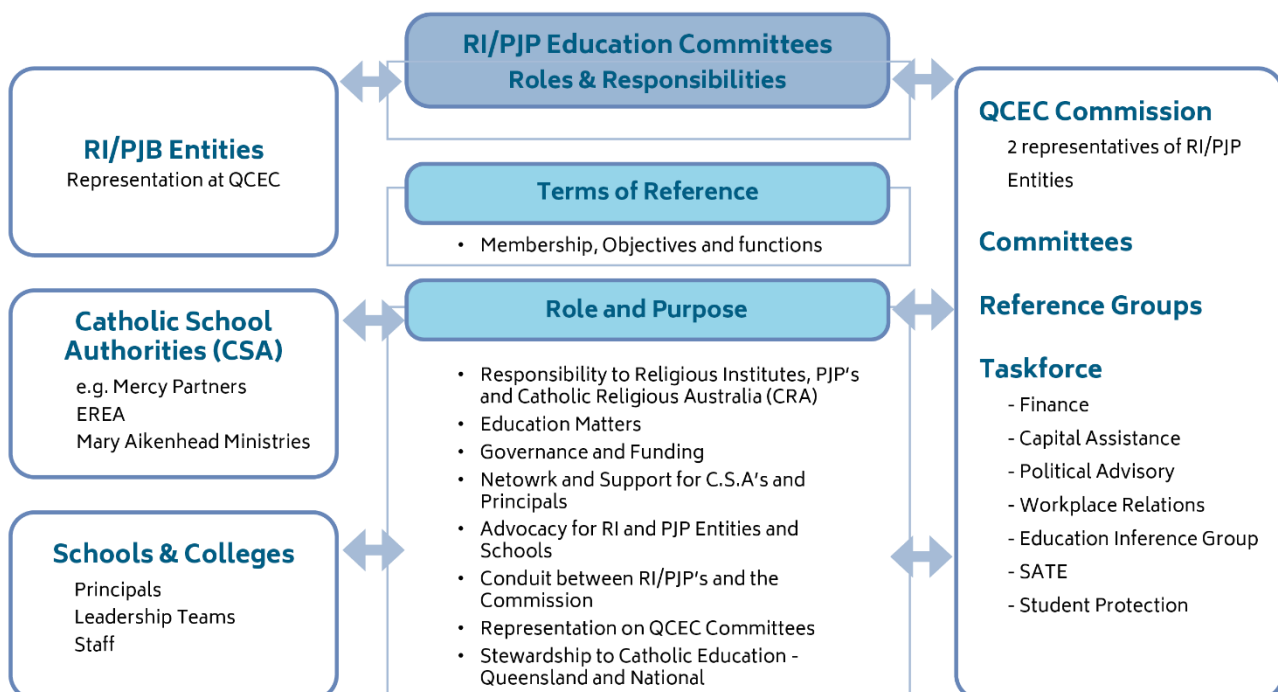 RI/PJP Education Committees
Roles & Responsibilities
RI/PJB Entities
Representation at QCEC
Catholic School
Authorities (CSA)
e.g. Mercy Partners
EREA
Mary Aikenhead Ministries
Schools & Colleges
Principals
Leadership Teams
Staff
Terms of Reference
• Membership, Objectives and functions
Role and Purpose
• Responsibility to Religious Institutes, PJP's
and Catholic Religious Australia (CRA)
• Education Matters
• Governance and Funding
• Netowrk and Support for C.S.A's and
Principals
• Advocacy for RI and PJP Entities and
Schools
• Conduit between RI/PJP's and the
Commission
• Representation on QCEC Committees
• Stewardship to Catholic Education -
Queensland and National
QCEC Commission
2 representatives of RI/PJP
Entities
Committees
Reference Groups
Taskforce
- Finance
- Capital Assistance
- Political Advisory
- Workplace Relations
- Education Inference Group
- SATE
- Student Protection